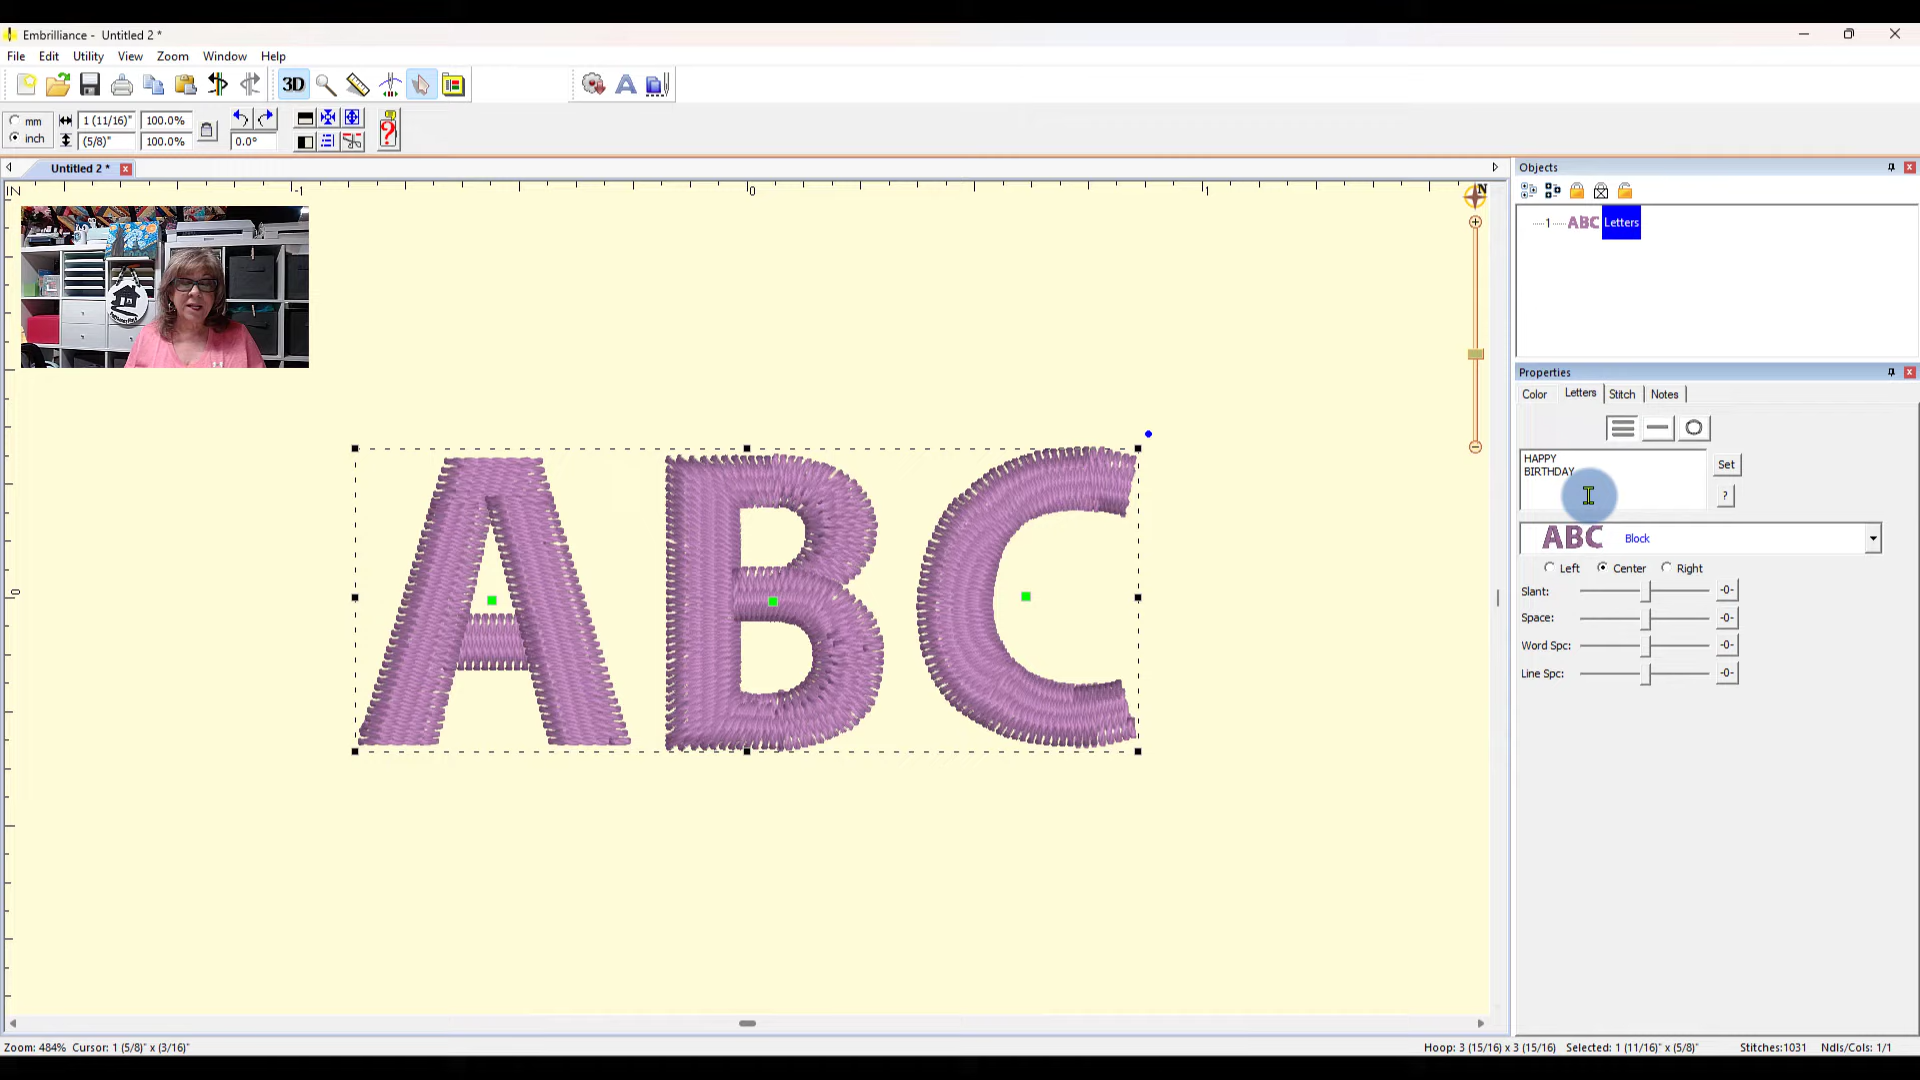 Embrilliance - Untitled 2 *
File Edit Utility View Zoom Window Help
3D
mm
inch
1 (11/16)" 100.0%
(5/8)" 100.0%
0.0°
Untitled 2 *
IN -1 0 1
N
0
ABC
Objects
1 ABC Letters
Properties
Color Letters Stitch Notes
HAPPY
BIRTHDAY
Set
?
ABC Block
Left Center Right
Slant: -0-
Space: -0-
Word Spc: -0-
Line Spc: -0-
Zoom: 484% Cursor: 1 (5/8)" x (3/16)"
Hoop: 3 (15/16) x 3 (15/16) Selected: 1 (11/16)" x (5/8)" Stitches:1031 Ndls/Cols: 1/1